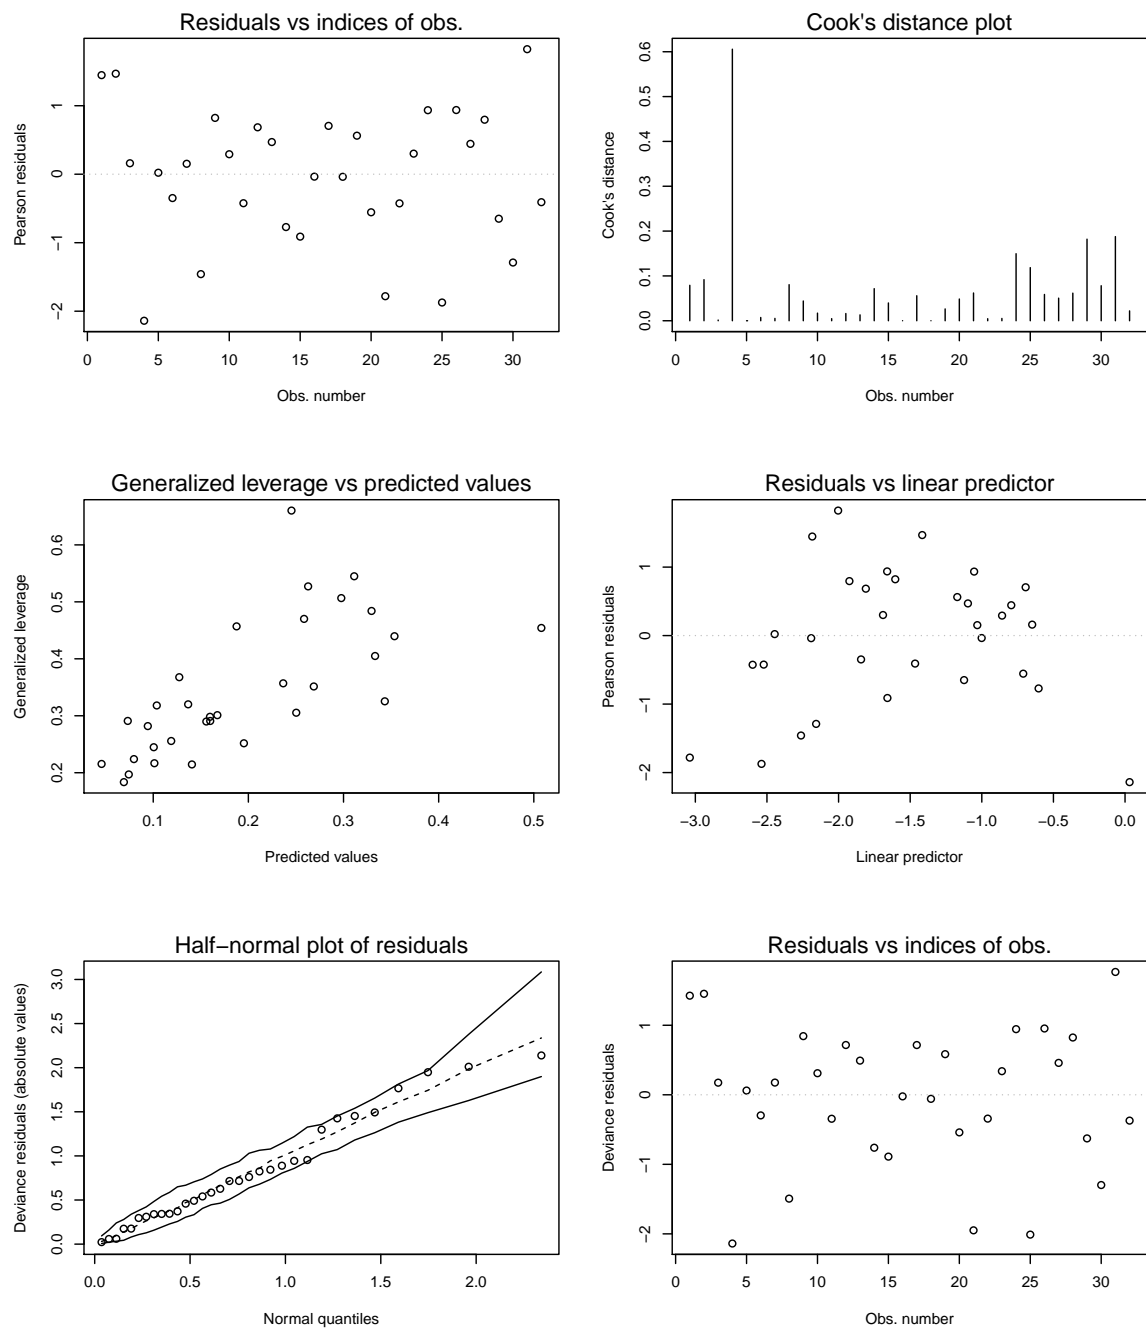 Residuals vs indices of obs.
Pearson residuals
1
0
−1
−2
0 5 10 15 20 25 30
Obs. number
Cook's distance plot
Cook's distance
0.6
0.5
0.4
0.3
0.2
0.1
0.0
0 5 10 15 20 25 30
Obs. number
Generalized leverage vs predicted values
Generalized leverage
0.6
0.5
0.4
0.3
0.2
0.1 0.2 0.3 0.4 0.5
Predicted values
Residuals vs linear predictor
Pearson residuals
1
0
−1
−2
−3.0 −2.5 −2.0 −1.5 −1.0 −0.5 0.0
Linear predictor
Half−normal plot of residuals
Deviance residuals (absolute values)
3.0
2.5
2.0
1.5
1.0
0.5
0.0
0.0 0.5 1.0 1.5 2.0
Normal quantiles
Residuals vs indices of obs.
Deviance residuals
1
0
−1
−2
0 5 10 15 20 25 30
Obs. number